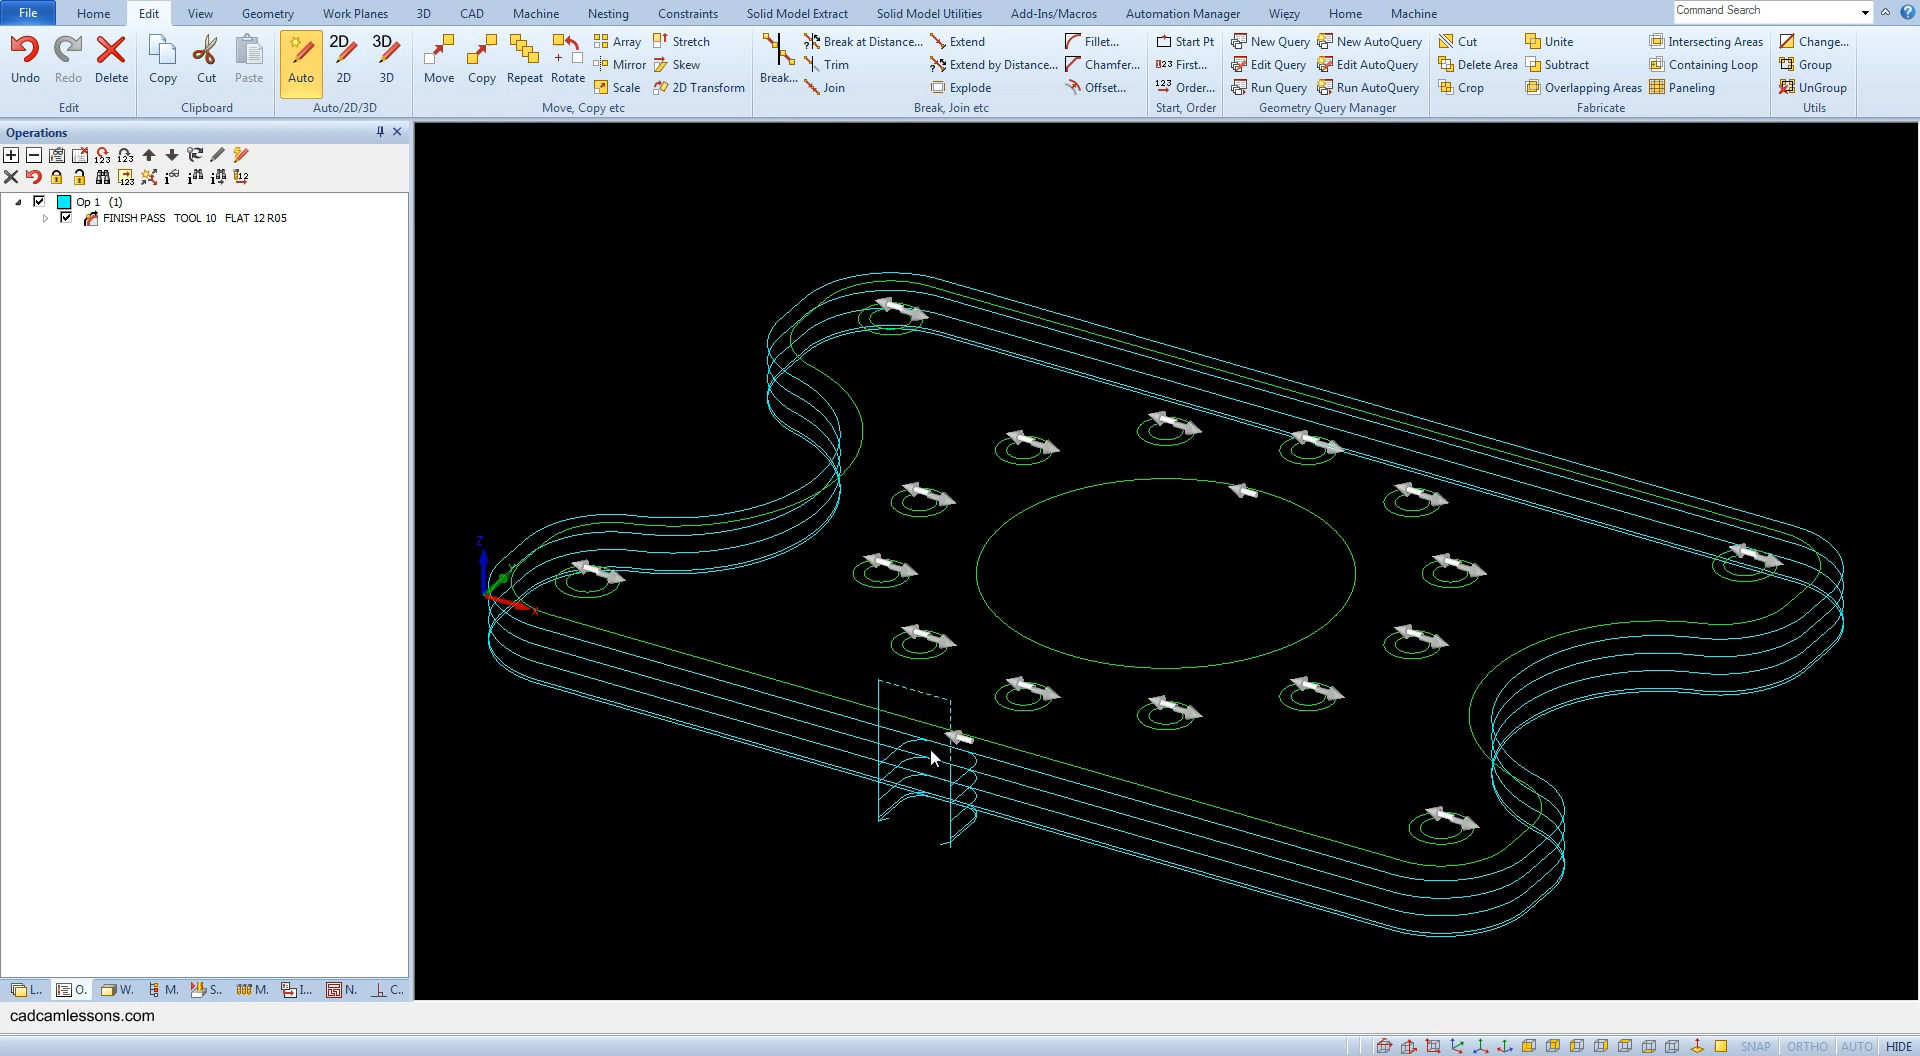 File Home Edit View Geometry Work Planes 3D CAD Machine Nesting Constraints Solid Model Extract Solid Model Utilities Add-Ins/Macros Automation Manager Więzy Home Machine Command Search
Undo Redo Delete
Edit
Copy Cut Paste
Clipboard
2D 3D
Auto 2D 3D
Auto/2D/3D
Move Copy Repeat Rotate
Array Stretch
Mirror Skew
Scale 2D Transform
Move, Copy etc
Break...
Break at Distance... Extend Fillet...
Trim Extend by Distance... Chamfer...
Join Explode Offset...
Break, Join etc
Start Pt
123 First...
123 Order...
Start, Order
New Query New AutoQuery
Edit Query Edit AutoQuery
Run Query Run AutoQuery
Geometry Query Manager
Cut Unite Intersecting Areas
Delete Area Subtract Containing Loop
Crop Overlapping Areas Paneling
Fabricate
Change...
Group
UnGroup
Utils
Operations
Op 1 (1)
FINISH PASS TOOL 10 FLAT 12 R05
Z
Y
X
L.. O. W. M. S.. M. I... N. C..
cadcamlessons.com
SNAP ORTHO AUTO HIDE